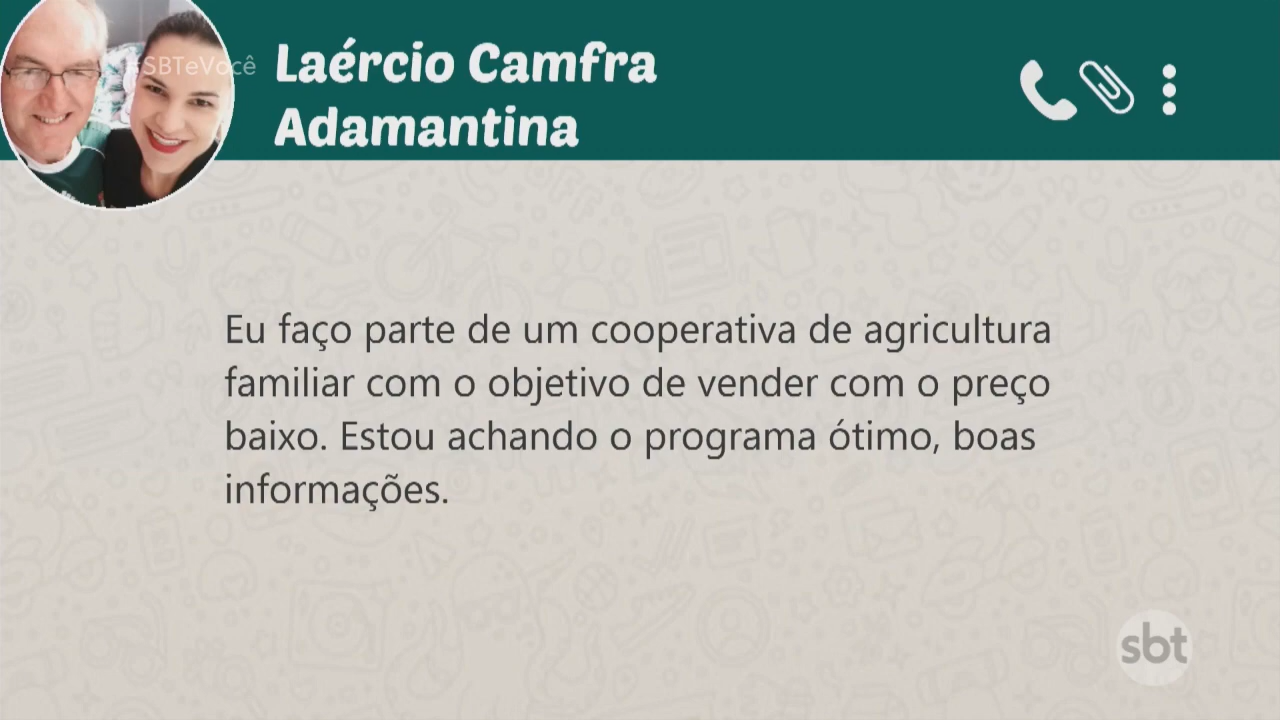 #SBTeVocê
Laércio Camfra
Adamantina
Eu faço parte de um cooperativa de agricultura
familiar com o objetivo de vender com o preço
baixo. Estou achando o programa ótimo, boas
informações.
sbt